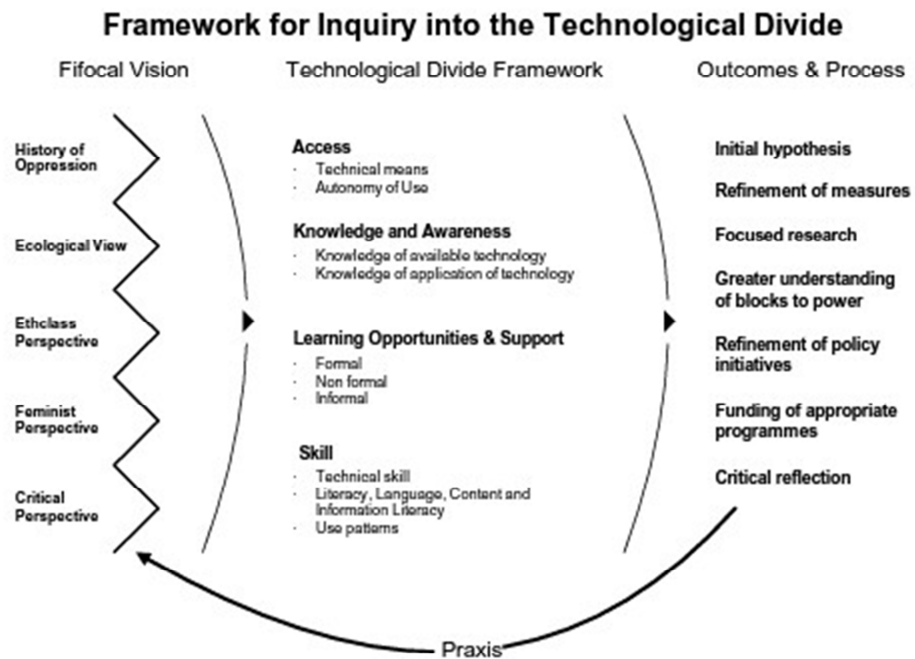 Framework for Inquiry into the Technological Divide
Fifocal Vision
Technological Divide Framework
Outcomes & Process
History of
Oppression
Ecological View
Ethclass
Perspective
Feminist
Perspective
Critical
Perspective
Access
· Technical means
· Autonomy of Use
Knowledge and Awareness
· Knowledge of available technology
· Knowledge of application of technology
Learning Opportunities & Support
· Formal
· Non formal
· Informal
Skill
· Technical skill
· Literacy, Language, Content and
Information Literacy
· Use patterns
Initial hypothesis
Refinement of measures
Focused research
Greater understanding
of blocks to power
Refinement of policy
initiatives
Funding of appropriate
programmes
Critical reflection
Praxis